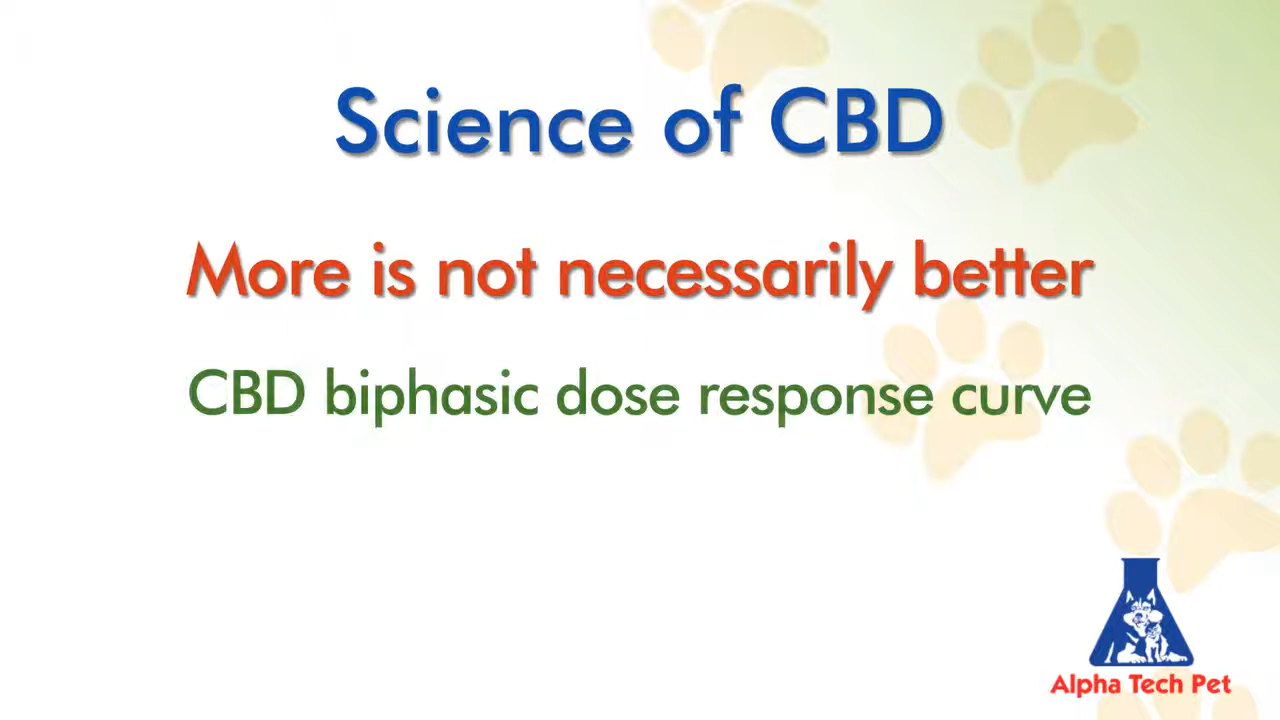 Science of CBD
More is not necessarily better
CBD biphasic dose response curve
Alpha Tech Pet